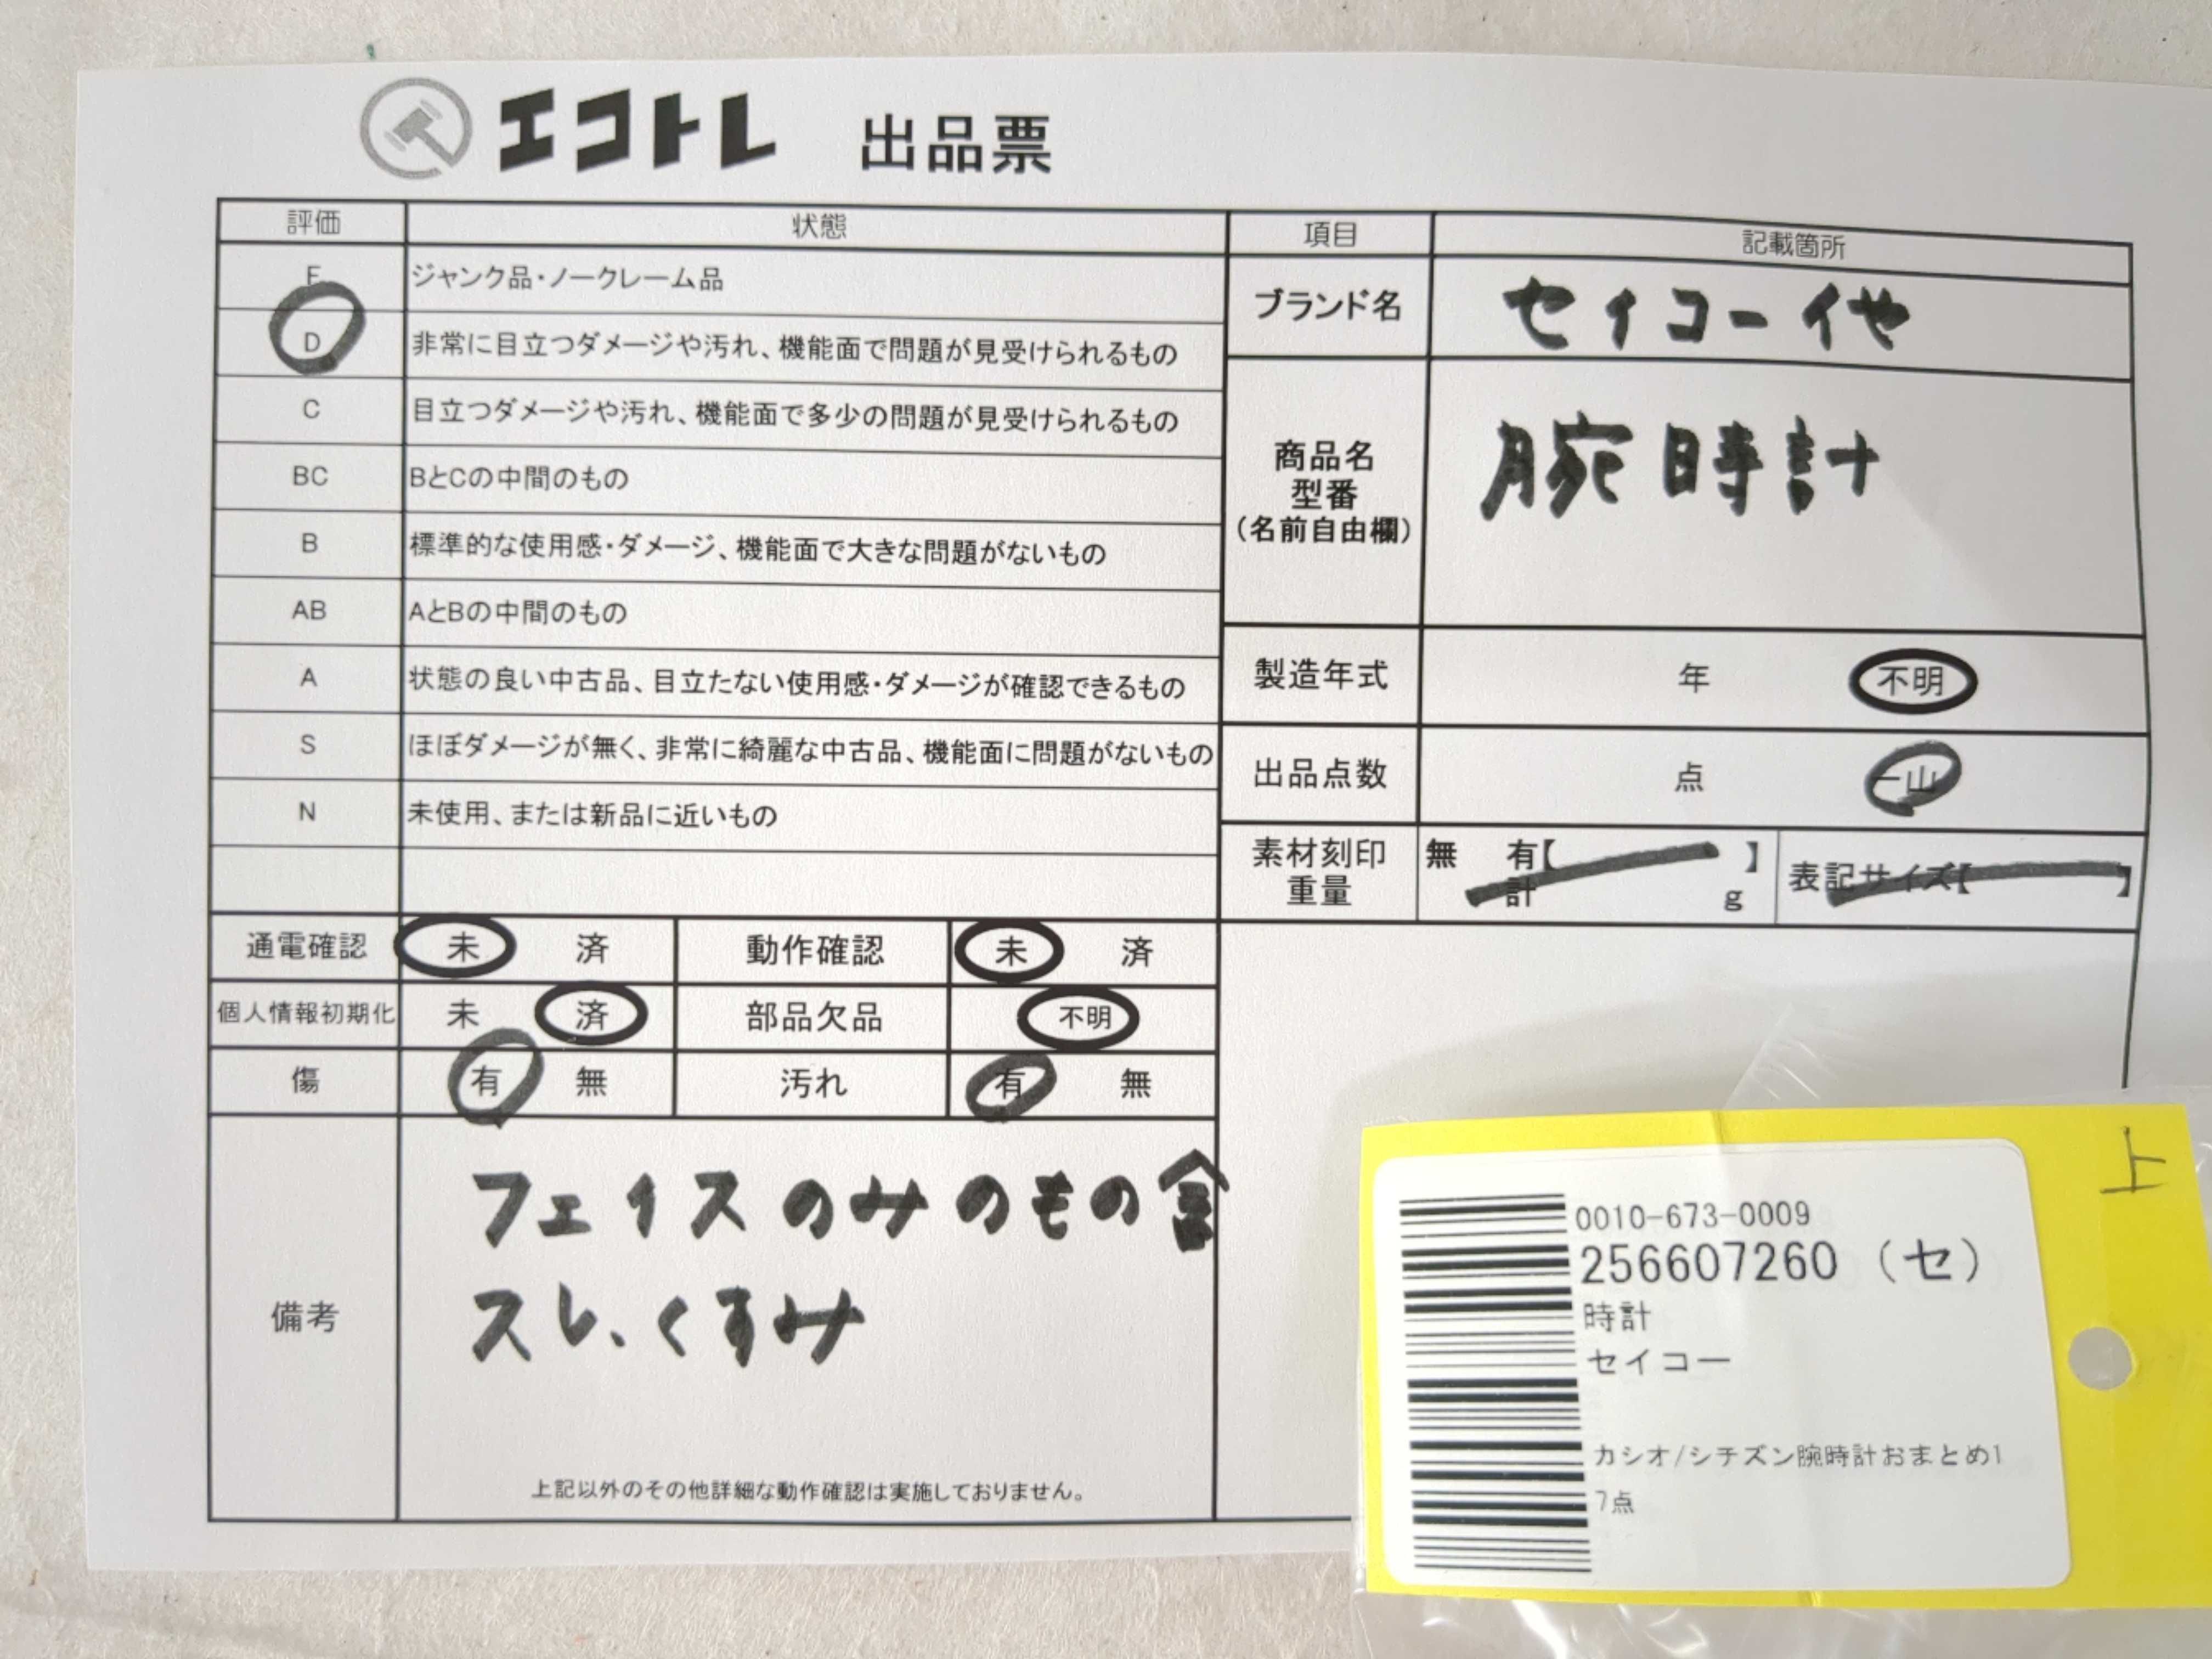 エコトレ 出品票
評価 状態
F ジャンク品・ノークレーム品
D 非常に目立つダメージや汚れ、機能面で問題が見受けられるもの
C 目立つダメージや汚れ、機能面で多少の問題が見受けられるもの
BC BとCの中間のもの
B 標準的な使用感・ダメージ、機能面で大きな問題がないもの
AB AとBの中間のもの
A 状態の良い中古品、目立たない使用感・ダメージが確認できるもの
S ほぼダメージが無く、非常に綺麗な中古品、機能面に問題がないもの
N 未使用、または新品に近いもの
通電確認 未 済 動作確認 未 済
個人情報初期化 未 済 部品欠品 不明
傷 有 無 汚れ 有 無
備考
フェイスのみのもの含
スレ、くすみ
上記以外のその他詳細な動作確認は実施しておりません。
項目 記載箇所
ブランド名 セイコー他
商品名
型番
(名前自由欄)
腕時計
製造年式 年 不明
出品点数 点 一山
素材刻印
重量
無 有【 】
計 g
表記サイズ【 】
上
0010-673-0009
256607260 (セ)
時計
セイコー
カシオ/シチズン腕時計おまとめ1
7点